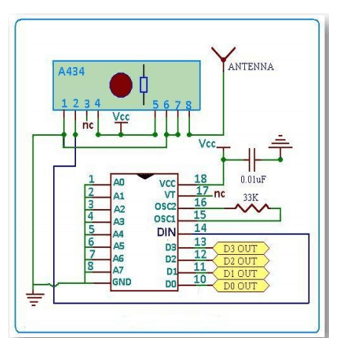 A434
ANTENNA
1 2 3 4 5 6 7 8
nc Vcc
Vcc
0.01uF
1 A0 VCC 18
2 A1 VT 17 nc
3 A2 OSC2 16 33K
4 A3 OSC1 15
5 A4 DIN 14
6 A5 D3 13 D3 OUT
7 A6 D2 12 D2 OUT
8 A7 D1 11 D1 OUT
GND D0 10 D0 OUT